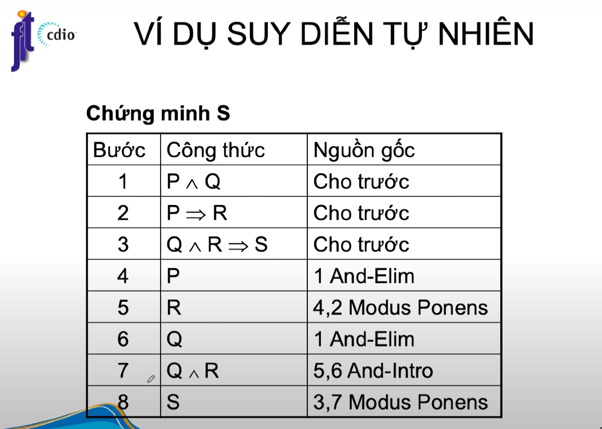 fit cdio
VÍ DỤ SUY DIỄN TỰ NHIÊN
Chứng minh S
Bước Công thức Nguồn gốc
1 P ∧ Q Cho trước
2 P ⇒ R Cho trước
3 Q ∧ R ⇒ S Cho trước
4 P 1 And-Elim
5 R 4,2 Modus Ponens
6 Q 1 And-Elim
7 Q ∧ R 5,6 And-Intro
8 S 3,7 Modus Ponens